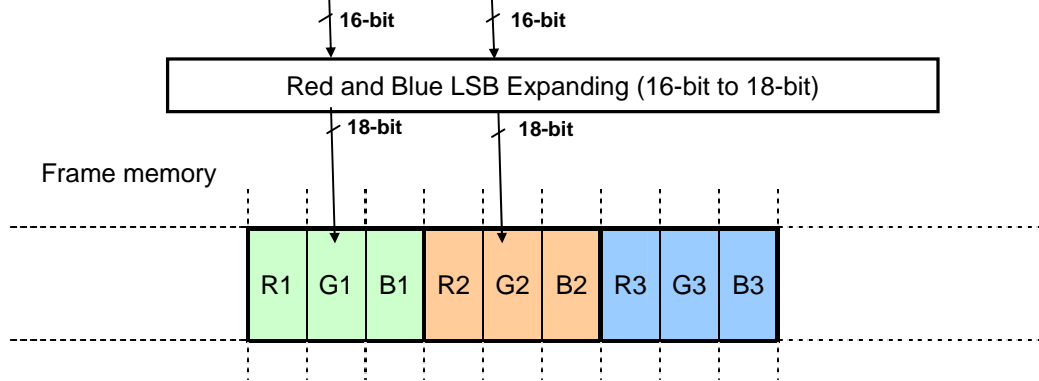 16-bit 16-bit
Red and Blue LSB Expanding (16-bit to 18-bit)
18-bit 18-bit
Frame memory
R1 G1 B1 R2 G2 B2 R3 G3 B3